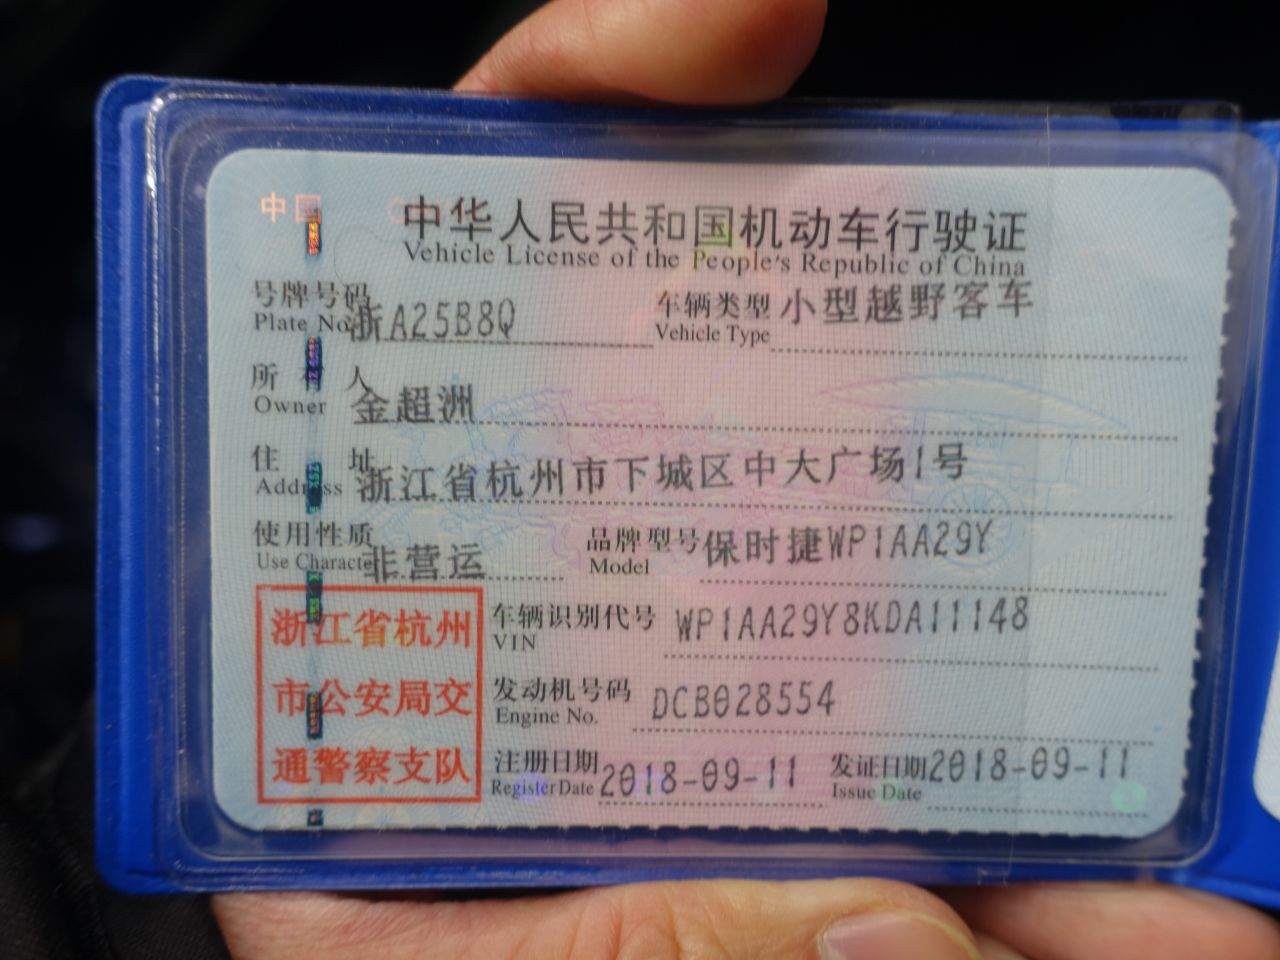 中国
中华人民共和国机动车行驶证
Vehicle License of the People's Republic of China
号牌号码 浙A25B8Q 车辆类型 小型越野客车
Plate No. Vehicle Type
所有人 金超洲
Owner
住址 浙江省杭州市下城区中大广场1号
Address
使用性质 非营运 品牌型号 保时捷WP1AA29Y
Use Character Model
浙江省杭州
市公安局交
通警察支队
车辆识别代号 WP1AA29Y8KDA11148
VIN
发动机号码 DCB028554
Engine No.
注册日期 2018-09-11 发证日期 2018-09-11
Register Date Issue Date